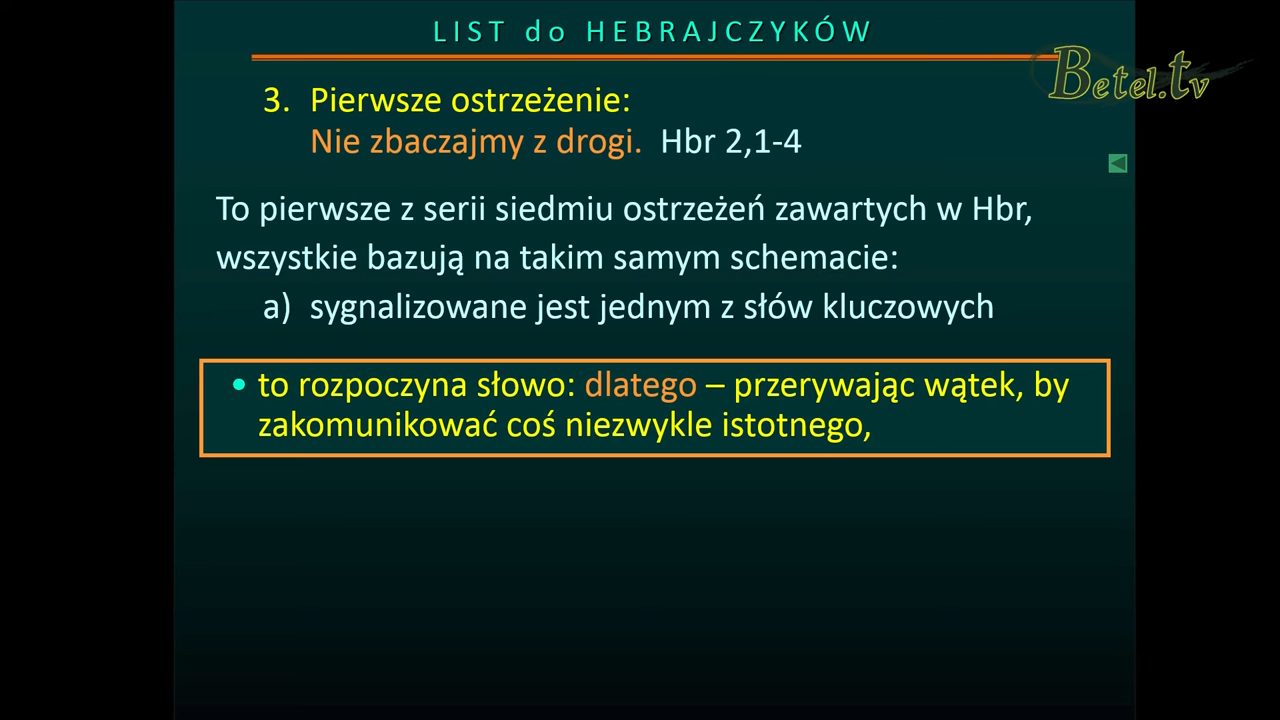 LIST do HEBRAJCZYKÓW
Betel.tv
3. Pierwsze ostrzeżenie:
Nie zbaczajmy z drogi. Hbr 2,1-4
To pierwsze z serii siedmiu ostrzeżeń zawartych w Hbr,
wszystkie bazują na takim samym schemacie:
a) sygnalizowane jest jednym z słów kluczowych
• to rozpoczyna słowo: dlatego – przerywając wątek, by
zakomunikować coś niezwykle istotnego,